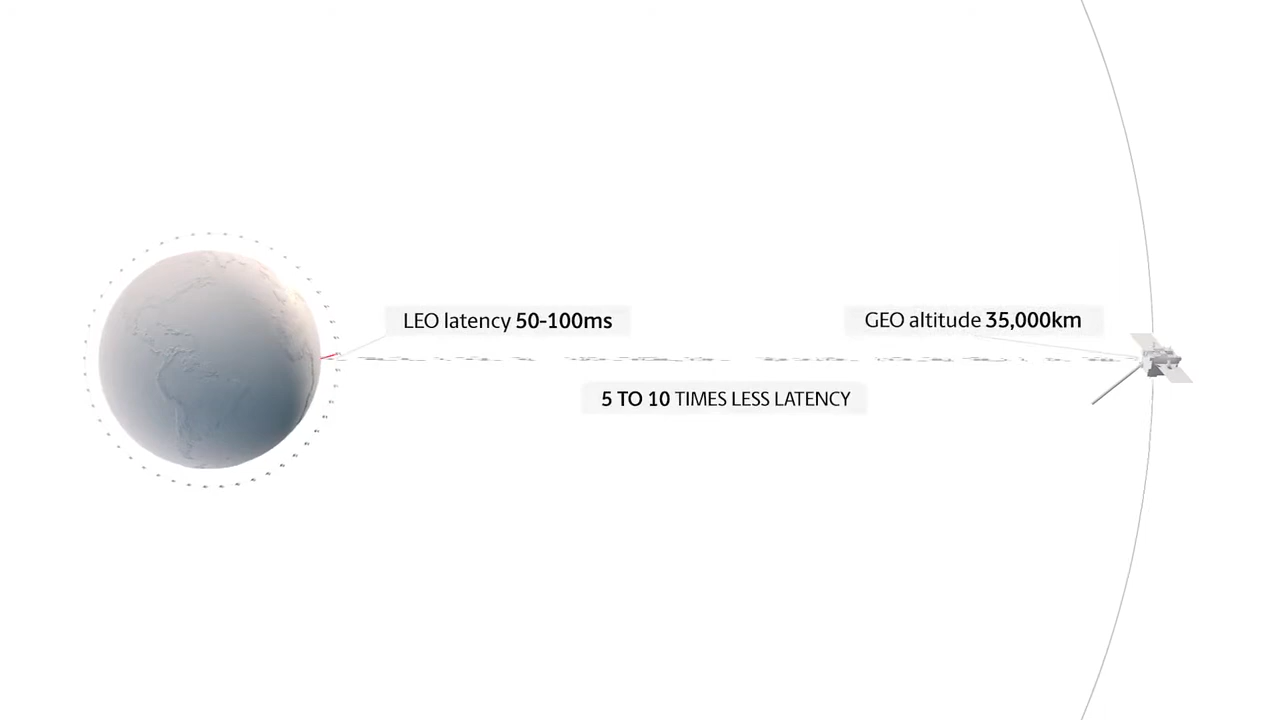 LEO latency 50-100ms
GEO altitude 35,000km
5 TO 10 TIMES LESS LATENCY